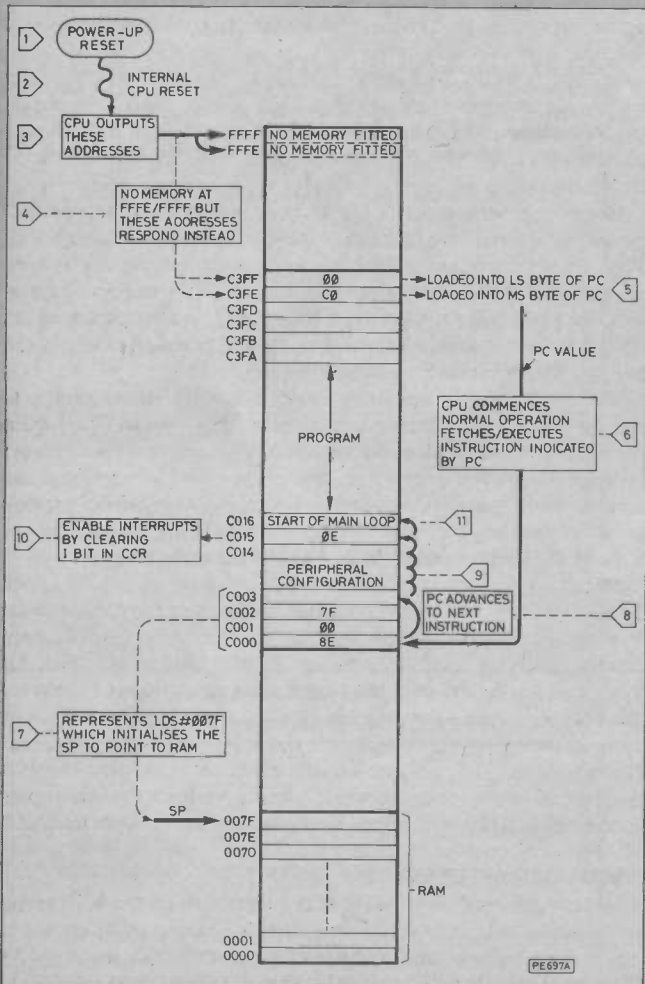 1
POWER-UP
RESET
2
INTERNAL
CPU RESET
3
CPU OUTPUTS
THESE
ADDRESSES
FFFF NO MEMORY FITTED
FFFE NO MEMORY FITTED
4
NO MEMORY AT
FFFE/FFFF, BUT
THESE ADDRESSES
RESPOND INSTEAD
C3FF 00 LOADED INTO LS BYTE OF PC
C3FE C0 LOADED INTO MS BYTE OF PC
5
C3FD
C3FC
C3FB
C3FA
PC VALUE
PROGRAM
CPU COMMENCES
NORMAL OPERATION
FETCHES/EXECUTES
INSTRUCTION INDICATED
BY PC
6
10
ENABLE INTERRUPTS
BY CLEARING
I BIT IN CCR
C016 START OF MAIN LOOP
11
C015 0E
C014
PERIPHERAL
CONFIGURATION
9
C003
C002 7F
C001 00
C000 8E
PC ADVANCES
TO NEXT
INSTRUCTION
8
7
REPRESENTS LDS#007F
WHICH INITIALISES THE
SP TO POINT TO RAM
SP
007F
007E
007D
RAM
0001
0000
PE697A